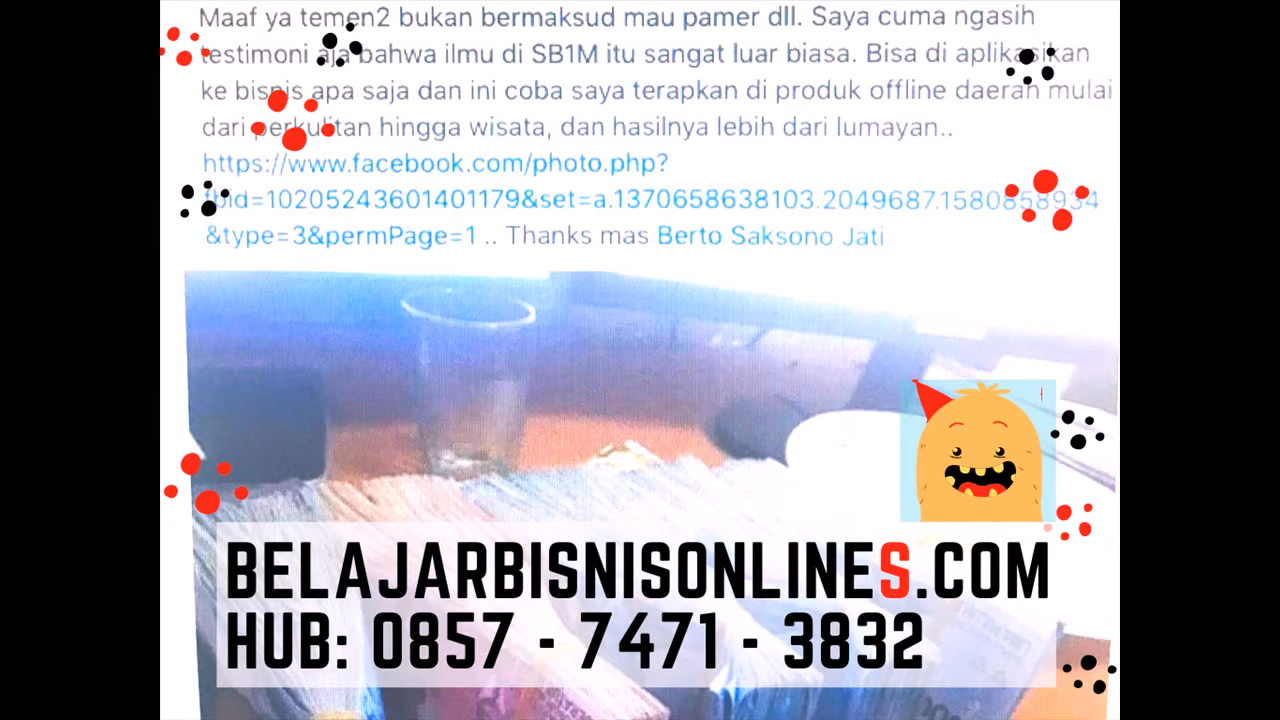 Maaf ya temen2 bukan bermaksud mau pamer dll. Saya cuma ngasih
testimoni aja bahwa ilmu di SB1M itu sangat luar biasa. Bisa di aplikasikan
ke bisnis apa saja dan ini coba saya terapkan di produk offline daerah mulai
dari perkulitan hingga wisata, dan hasilnya lebih dari lumayan..
https://www.facebook.com/photo.php?
fbid=10205243601401179&set=a.1370658638103.2049687.1580858934
&type=3&permPage=1 .. Thanks mas Berto Saksono Jati
BELAJARBISNISONLINES.COM
HUB: 0857 - 7471 - 3832